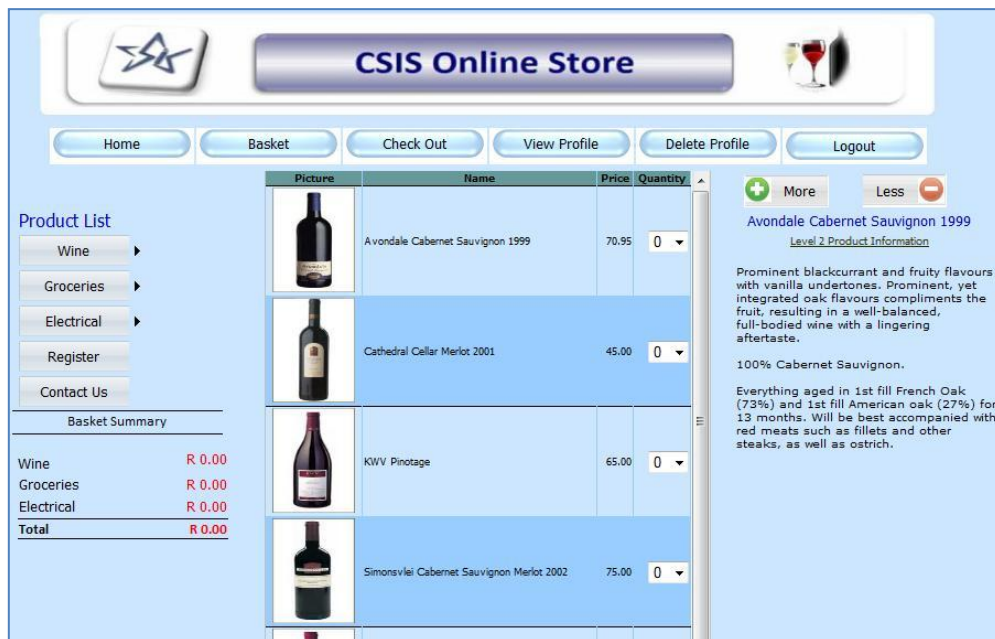 CSIS Online Store
Home
Basket
Check Out
View Profile
Delete Profile
Logout
Product List
Wine
Groceries
Electrical
Register
Contact Us
Basket Summary
Wine R 0.00
Groceries R 0.00
Electrical R 0.00
Total R 0.00
Picture Name Price Quantity
Avondale Cabernet Sauvignon 1999 70.95 0
Cathedral Cellar Merlot 2001 45.00 0
KWV Pinotage 65.00 0
Simonsvlei Cabernet Sauvignon Merlot 2002 75.00 0
More
Less
Avondale Cabernet Sauvignon 1999
Level 2 Product Information
Prominent blackcurrant and fruity flavours
with vanilla undertones. Prominent, yet
integrated oak flavours compliments the
fruit, resulting in a well-balanced,
full-bodied wine with a lingering
aftertaste.
100% Cabernet Sauvignon.
Everything aged in 1st fill French Oak
(73%) and 1st fill American oak (27%) for
13 months. Will be best accompanied with
red meats such as fillets and other
steaks, as well as ostrich.